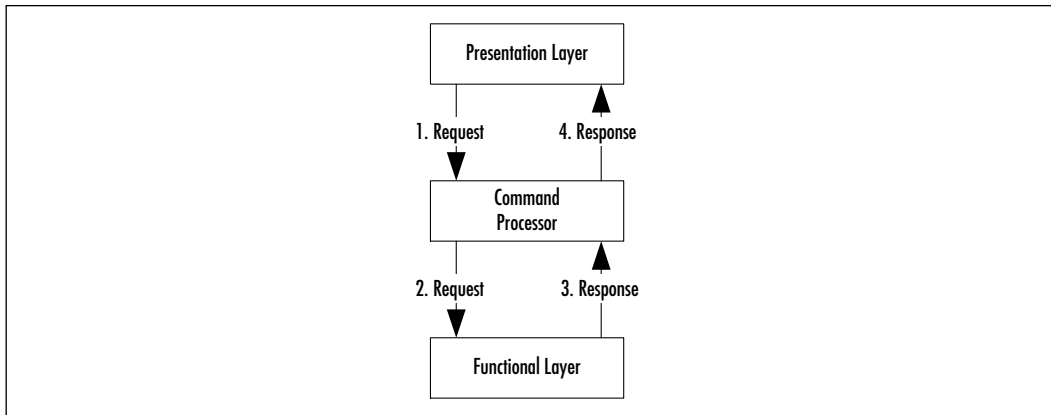 Presentation Layer
1. Request
4. Response
Command
Processor
2. Request
3. Response
Functional Layer